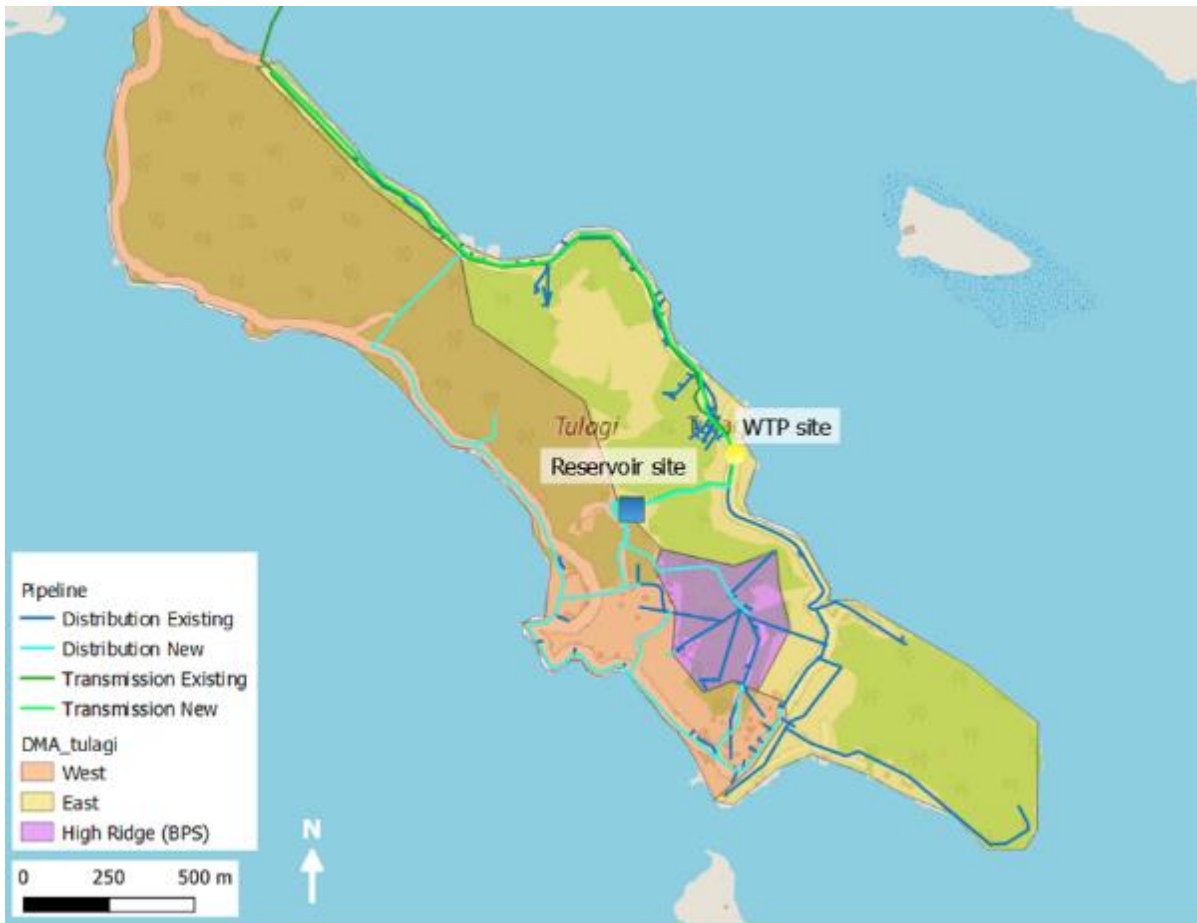 Tulagi
WTP site
Reservoir site
Pipeline
Distribution Existing
Distribution New
Transmission Existing
Transmission New
DMA_tulagi
West
East
High Ridge (BPS)
N
0 250 500 m